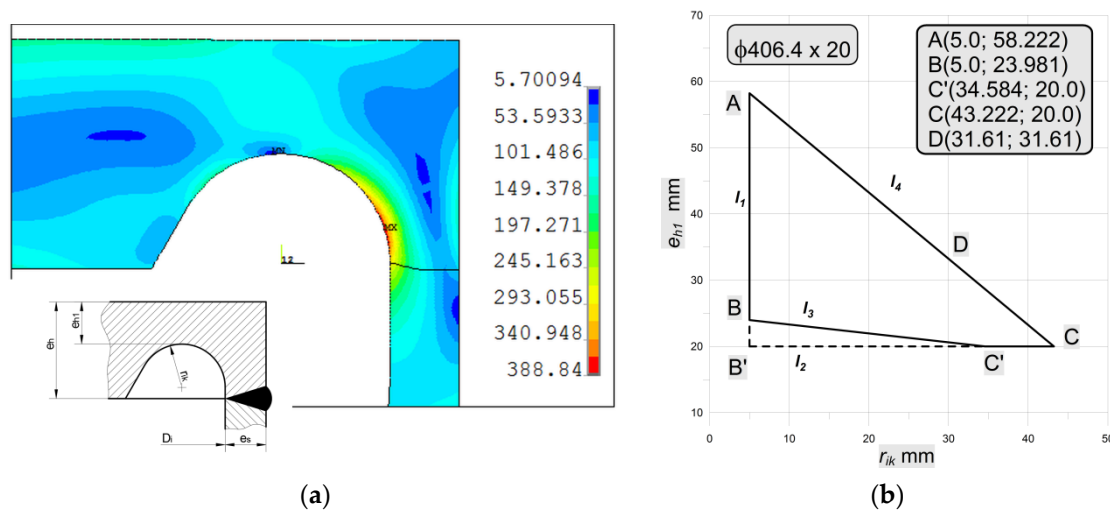 5.70094
53.5933
101.486
149.378
197.271
245.163
293.055
340.948
388.84
MN
MX
12
eh
eh1
rik
Di
es
(a)
ϕ406.4 x 20
A(5.0; 58.222)
B(5.0; 23.981)
C'(34.584; 20.0)
C(43.222; 20.0)
D(31.61; 31.61)
70
60
50
40
30
20
10
eh1 mm
A
l1
l4
D
B
l3
C
B'
l2
C'
0
10
20
30
40
50
rik mm
(b)